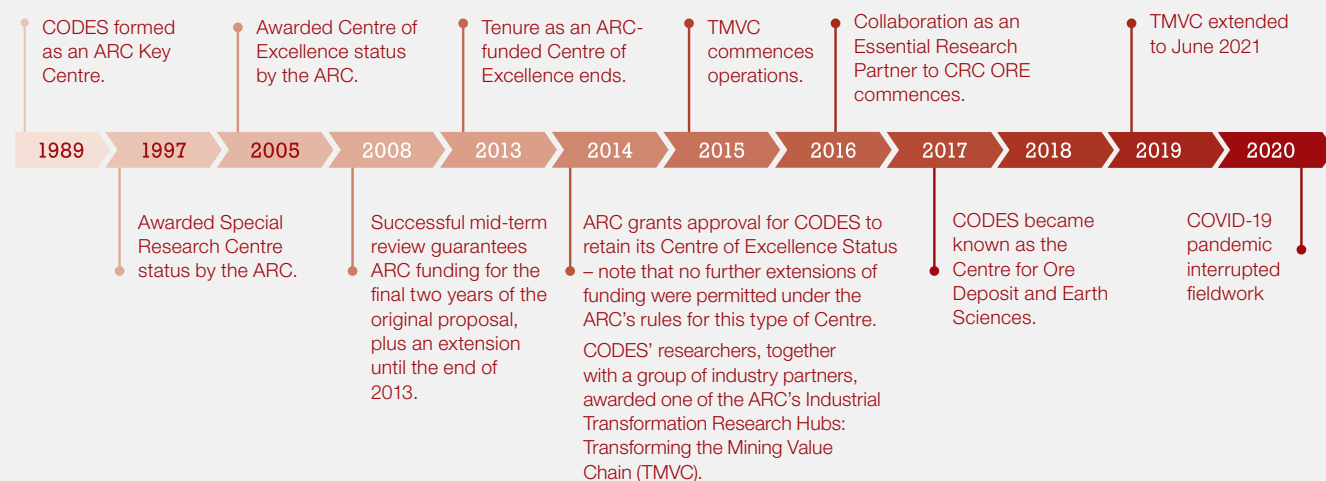 CODES formed
as an ARC Key
Centre.
Awarded Centre of
Excellence status
by the ARC.
Tenure as an ARC-
funded Centre of
Excellence ends.
TMVC
commences
operations.
Collaboration as an
Essential Research
Partner to CRC ORE
commences.
TMVC extended
to June 2021
1989 1997 2005 2008 2013 2014 2015 2016 2017 2018 2019 2020
Awarded Special
Research Centre
status by the ARC.
Successful mid-term
review guarantees
ARC funding for the
final two years of the
original proposal,
plus an extension
until the end of
2013.
ARC grants approval for CODES to
retain its Centre of Excellence Status
– note that no further extensions of
funding were permitted under the
ARC's rules for this type of Centre.
CODES' researchers, together
with a group of industry partners,
awarded one of the ARC's Industrial
Transformation Research Hubs:
Transforming the Mining Value
Chain (TMVC).
CODES became
known as the
Centre for Ore
Deposit and Earth
Sciences.
COVID-19
pandemic
interrupted
fieldwork